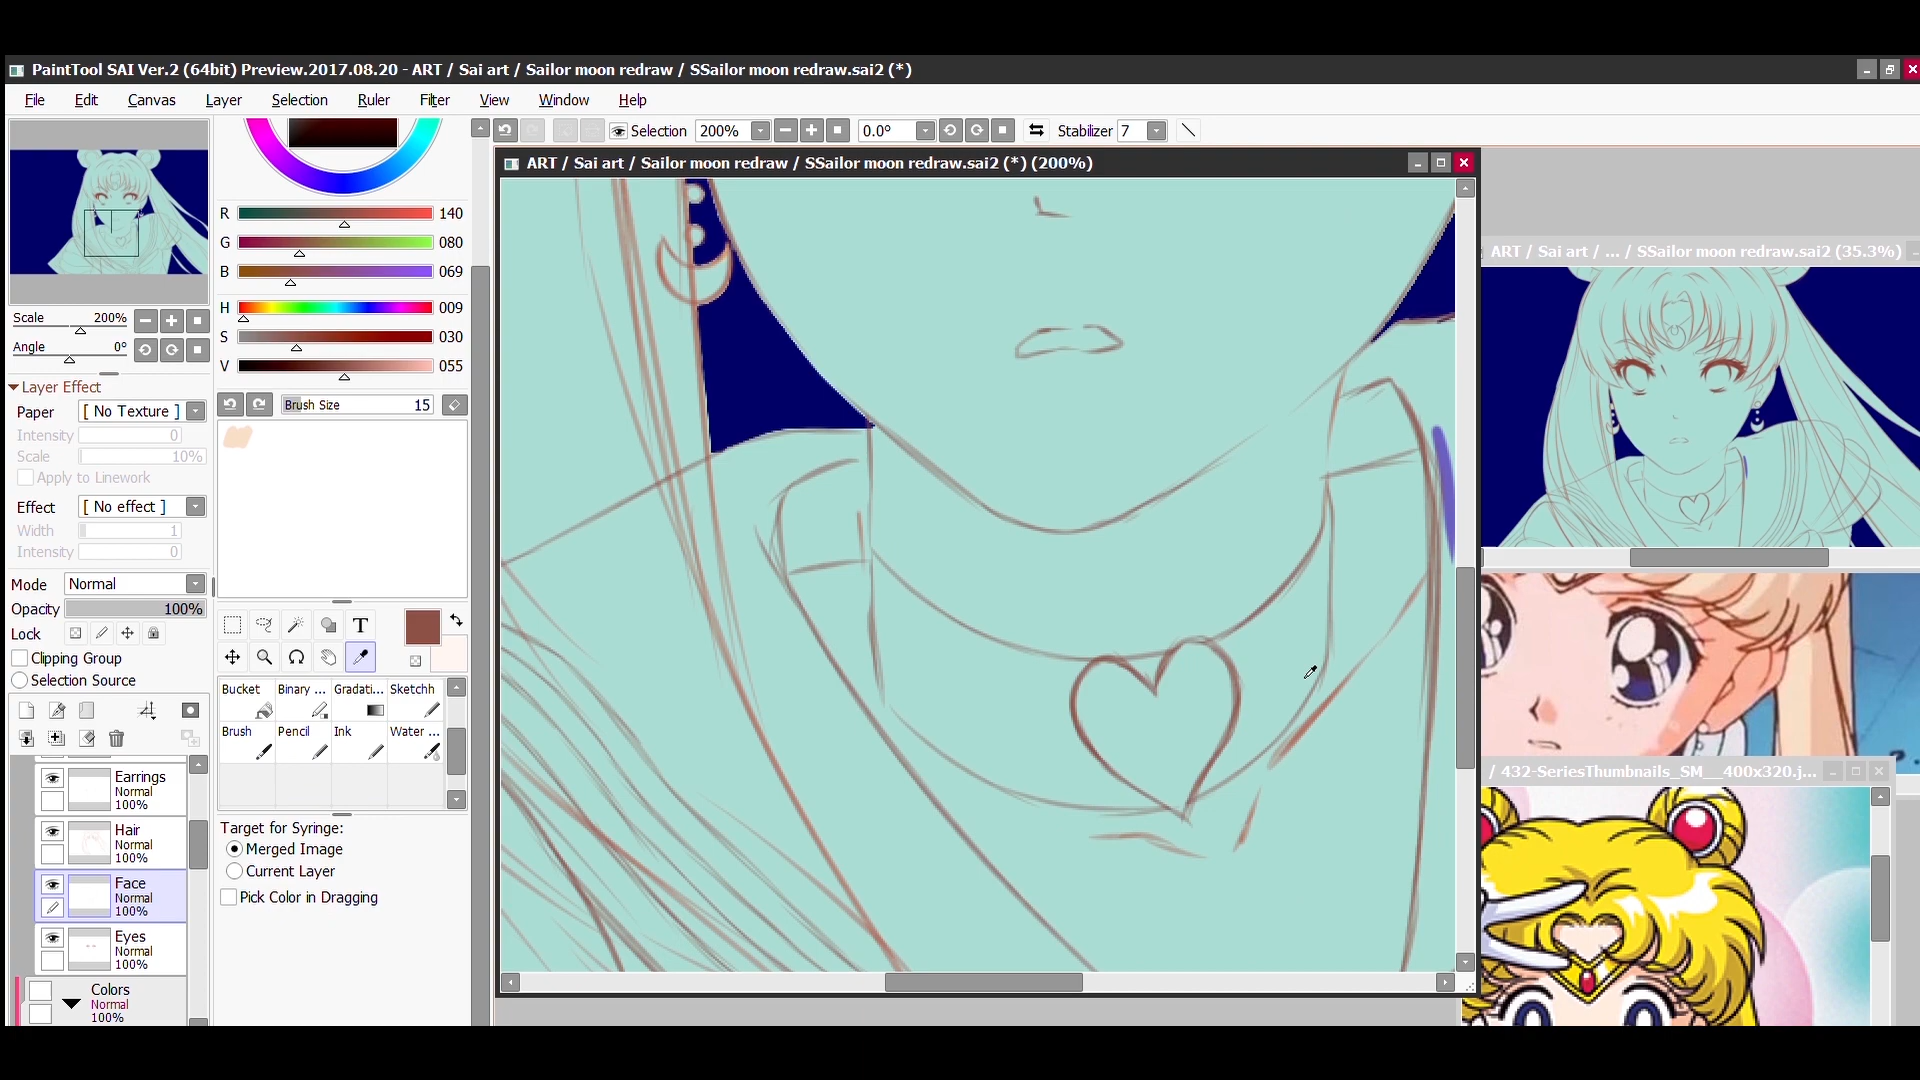 PaintTool SAI Ver.2 (64bit) Preview.2017.08.20 - ART / Sai art / Sailor moon redraw / SSailor moon redraw.sai2 (*)
File Edit Canvas Layer Selection Ruler Filter View Window Help
Selection 200% 0.0° Stabilizer 7
ART / Sai art / Sailor moon redraw / SSailor moon redraw.sai2 (*) (200%)
R 140
G 080
B 069
H 009
S 030
V 055
Scale 200%
Angle 0°
Layer Effect
Paper [ No Texture ]
Intensity 0
Scale 10%
Apply to Linework
Effect [ No effect ]
Width 1
Intensity 0
Mode Normal
Opacity 100%
Lock
Clipping Group
Selection Source
Earrings
Normal
100%
Hair
Normal
100%
Face
Normal
100%
Eyes
Normal
100%
Colors
Normal
100%
Brush Size 15
T
Bucket Binary ... Gradati... Sketchh
Brush Pencil Ink Water ...
Target for Syringe:
Merged Image
Current Layer
Pick Color in Dragging
ART / Sai art / ... / SSailor moon redraw.sai2 (35.3%)
/ 432-SeriesThumbnails_SM__400x320.j...